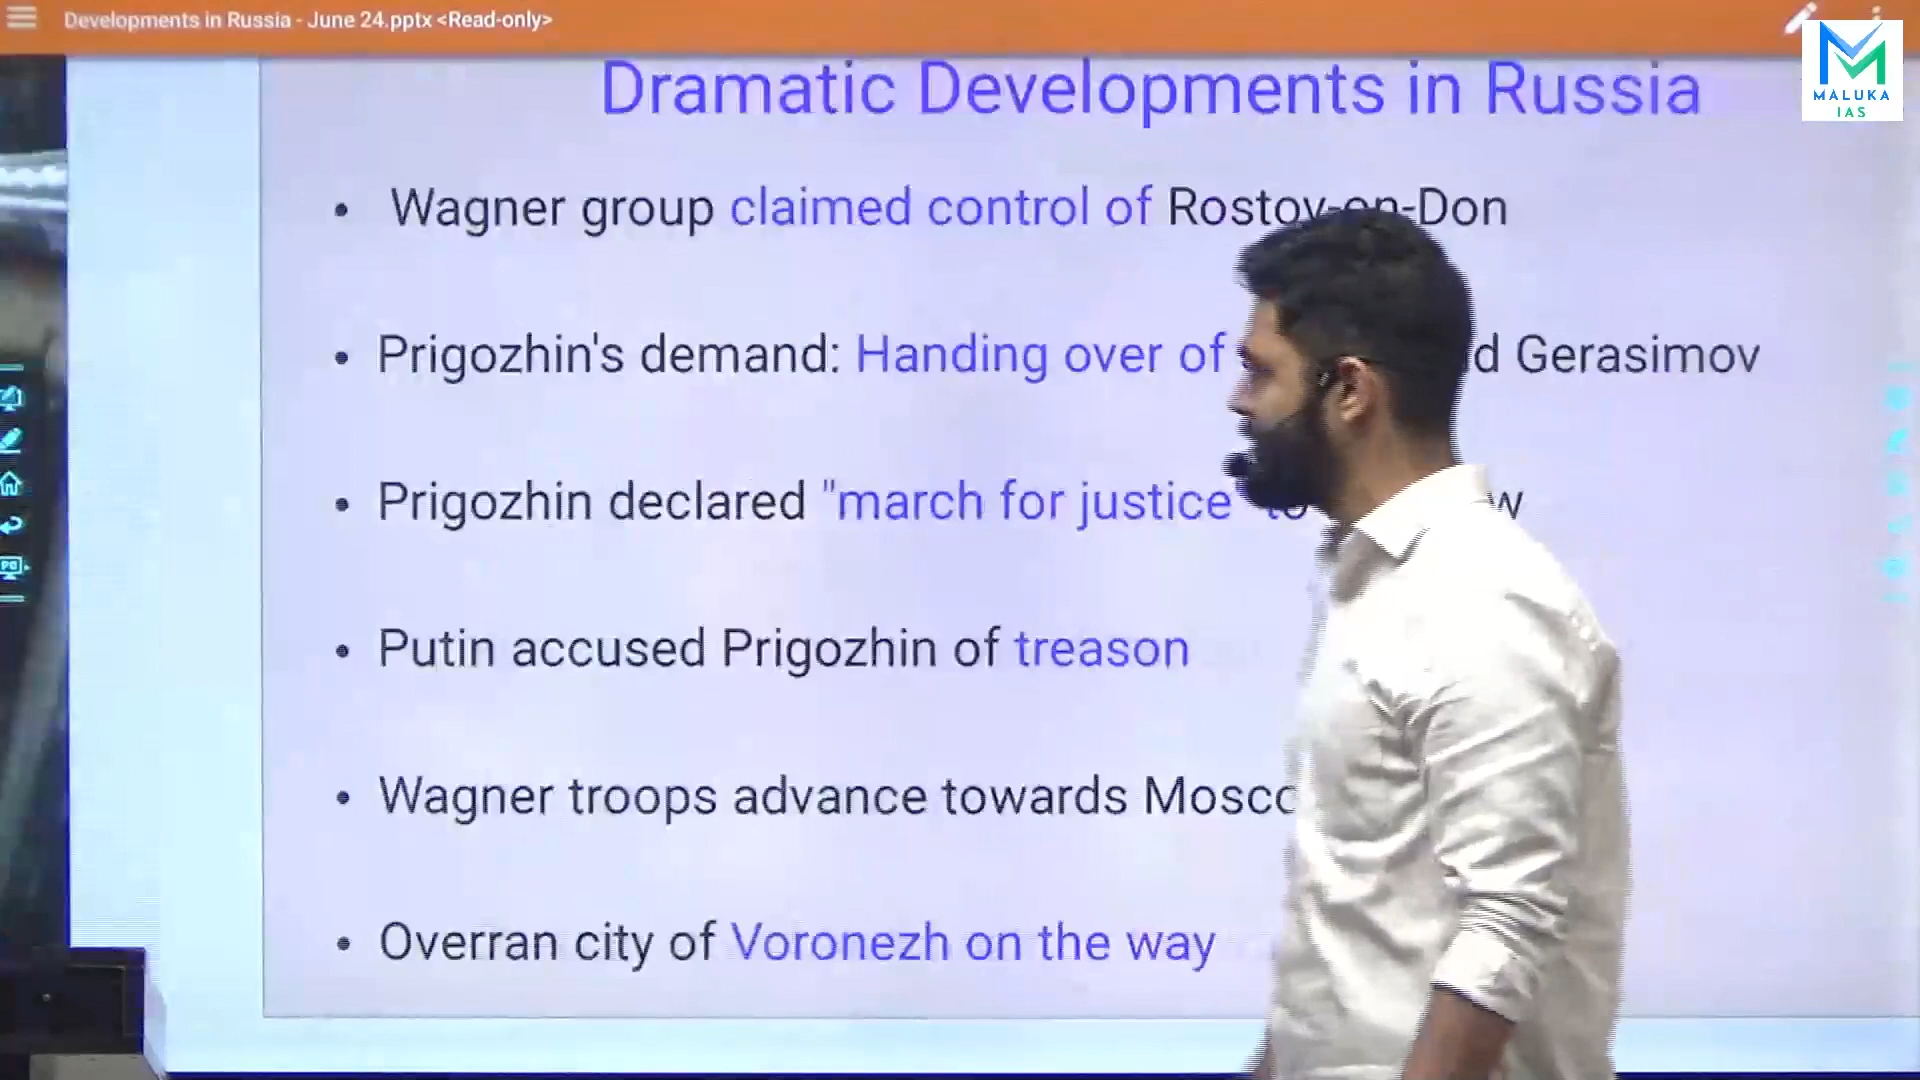 Developments in Russia - June 24.pptx <Read-only>
MALUKA
IAS
Dramatic Developments in Russia
• Wagner group claimed control of Rostov-on-Don
• Prigozhin's demand: Handing over of Gerasimov
• Prigozhin declared "march for justice" to
• Putin accused Prigozhin of treason
• Wagner troops advance towards
• Overran city of Voronezh on the way